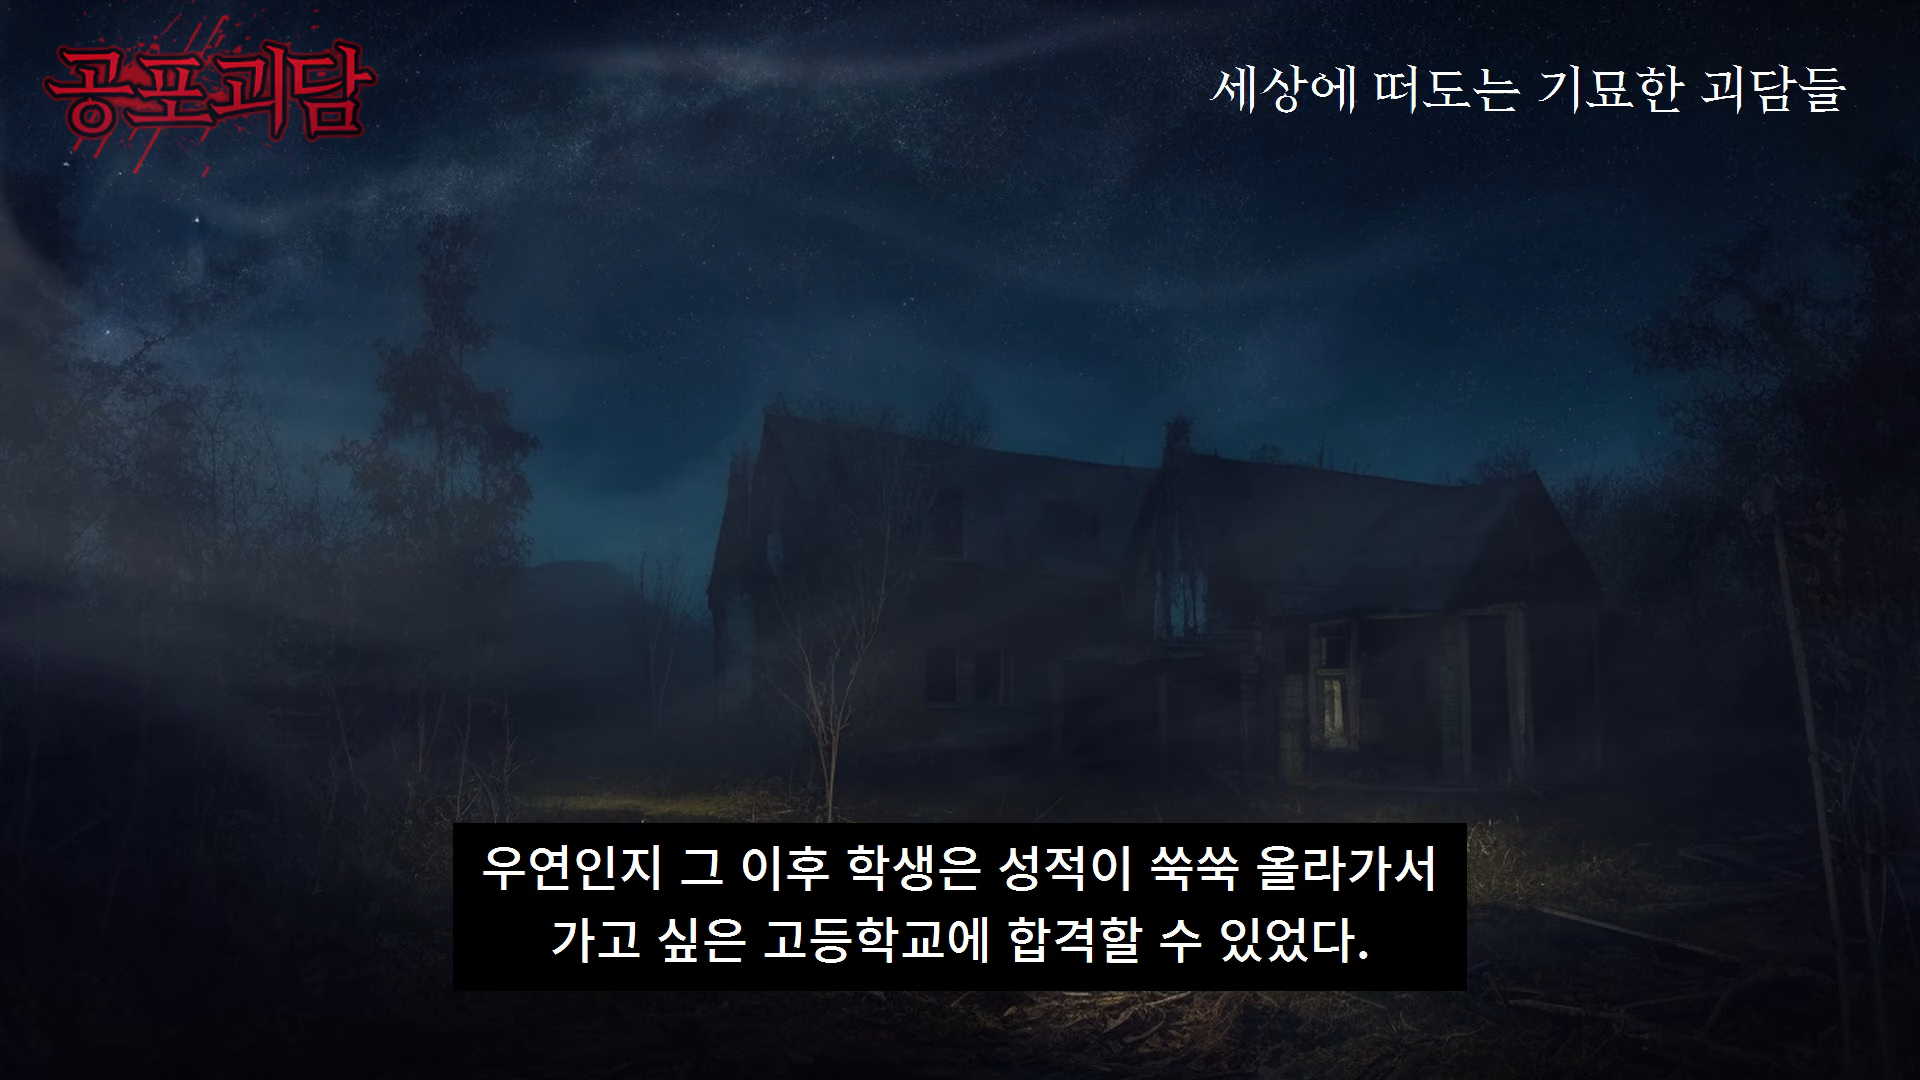 공포괴담
세상에 떠도는 기묘한 괴담들
우연인지 그 이후 학생은 성적이 쑥쑥 올라가서
가고 싶은 고등학교에 합격할 수 있었다.